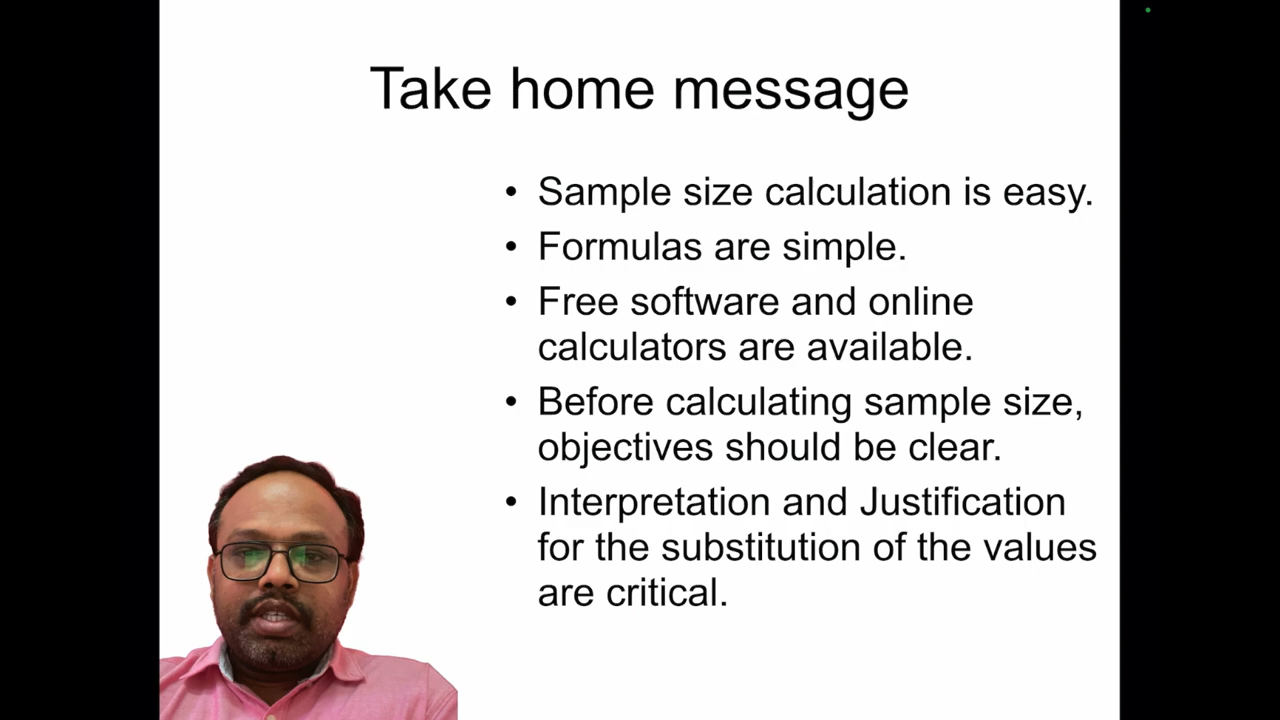 Take home message
• Sample size calculation is easy.
• Formulas are simple.
• Free software and online
calculators are available.
• Before calculating sample size,
objectives should be clear.
• Interpretation and Justification
for the substitution of the values
are critical.